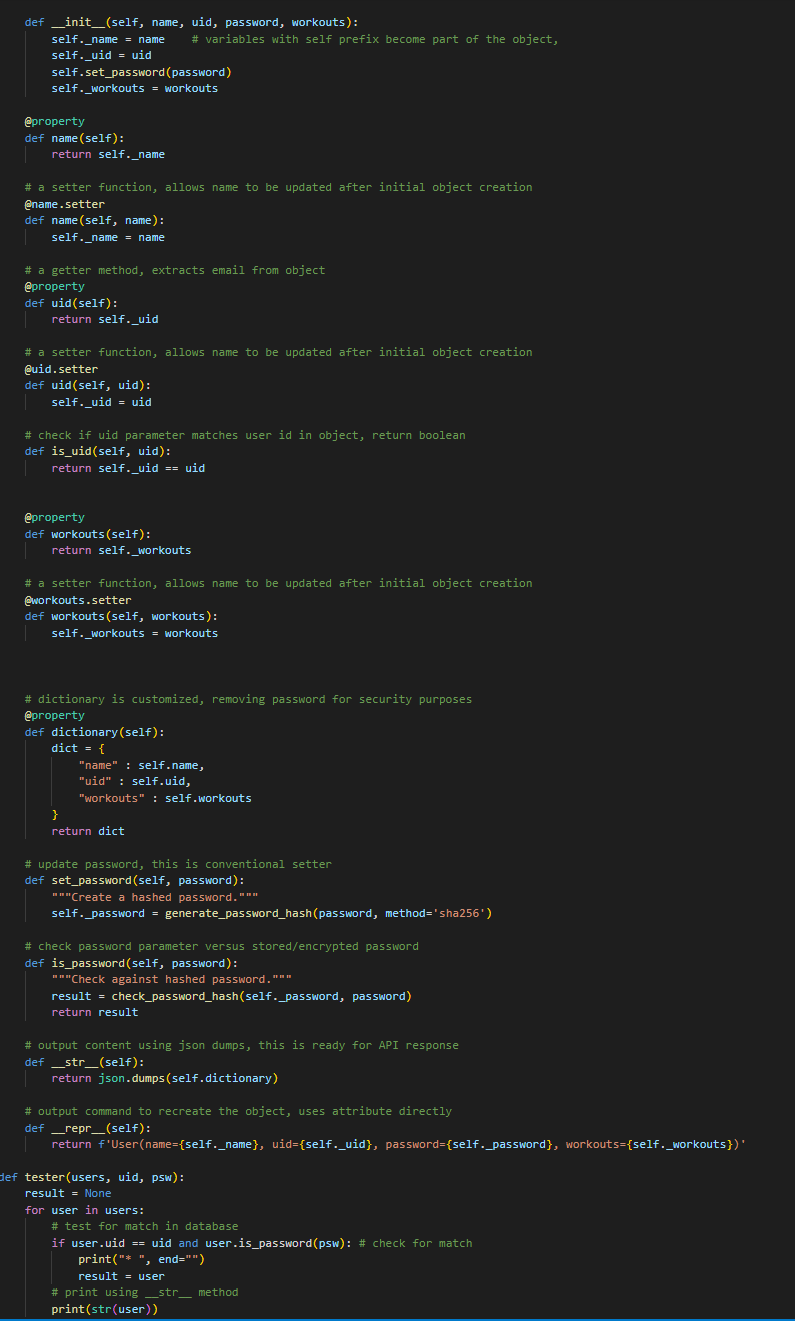 def __init__(self, name, uid, password, workouts):
self._name = name    # variables with self prefix become part of the object,
self._uid = uid
self.set_password(password)
self._workouts = workouts
@property
def name(self):
return self._name
# a setter function, allows name to be updated after initial object creation
@name.setter
def name(self, name):
self._name = name
# a getter method, extracts email from object
@property
def uid(self):
return self._uid
# a setter function, allows name to be updated after initial object creation
@uid.setter
def uid(self, uid):
self._uid = uid
# check if uid parameter matches user id in object, return boolean
def is_uid(self, uid):
return self._uid == uid
@property
def workouts(self):
return self._workouts
# a setter function, allows name to be updated after initial object creation
@workouts.setter
def workouts(self, workouts):
self._workouts = workouts
# dictionary is customized, removing password for security purposes
@property
def dictionary(self):
dict = {
"name" : self.name,
"uid" : self.uid,
"workouts" : self.workouts
}
return dict
# update password, this is conventional setter
def set_password(self, password):
"""Create a hashed password."""
self._password = generate_password_hash(password, method='sha256')
# check password parameter versus stored/encrypted password
def is_password(self, password):
"""Check against hashed password."""
result = check_password_hash(self._password, password)
return result
# output content using json dumps, this is ready for API response
def __str__(self):
return json.dumps(self.dictionary)
# output command to recreate the object, uses attribute directly
def __repr__(self):
return f'User(name={self._name}, uid={self._uid}, password={self._password}, workouts={self._workouts})'
def tester(users, uid, psw):
result = None
for user in users:
# test for match in database
if user.uid == uid and user.is_password(psw): # check for match
print("* ", end="")
result = user
# print using __str__ method
print(str(user))